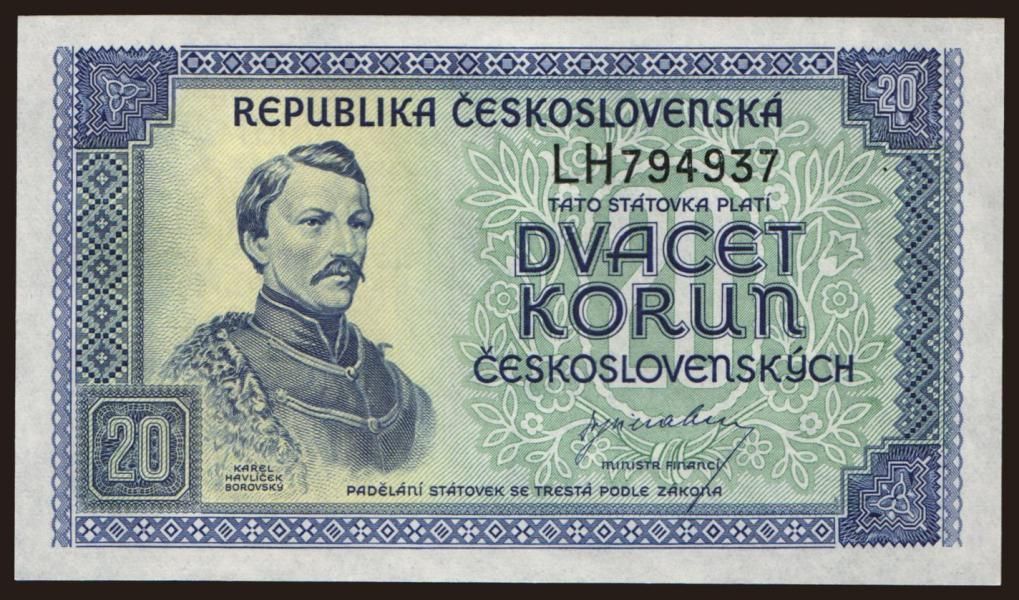 20
REPUBLIKA ČESKOSLOVENSKÁ
LH794937
TATO STÁTOVKA PLATÍ
DVACET
KORUN
ČESKOSLOVENSKÝCH
20
20
MINISTR FINANCÍ
KAREL
HAVLÍČEK
BOROVSKÝ
PADĚLÁNÍ STÁTOVEK SE TRESTÁ PODLE ZÁKONA